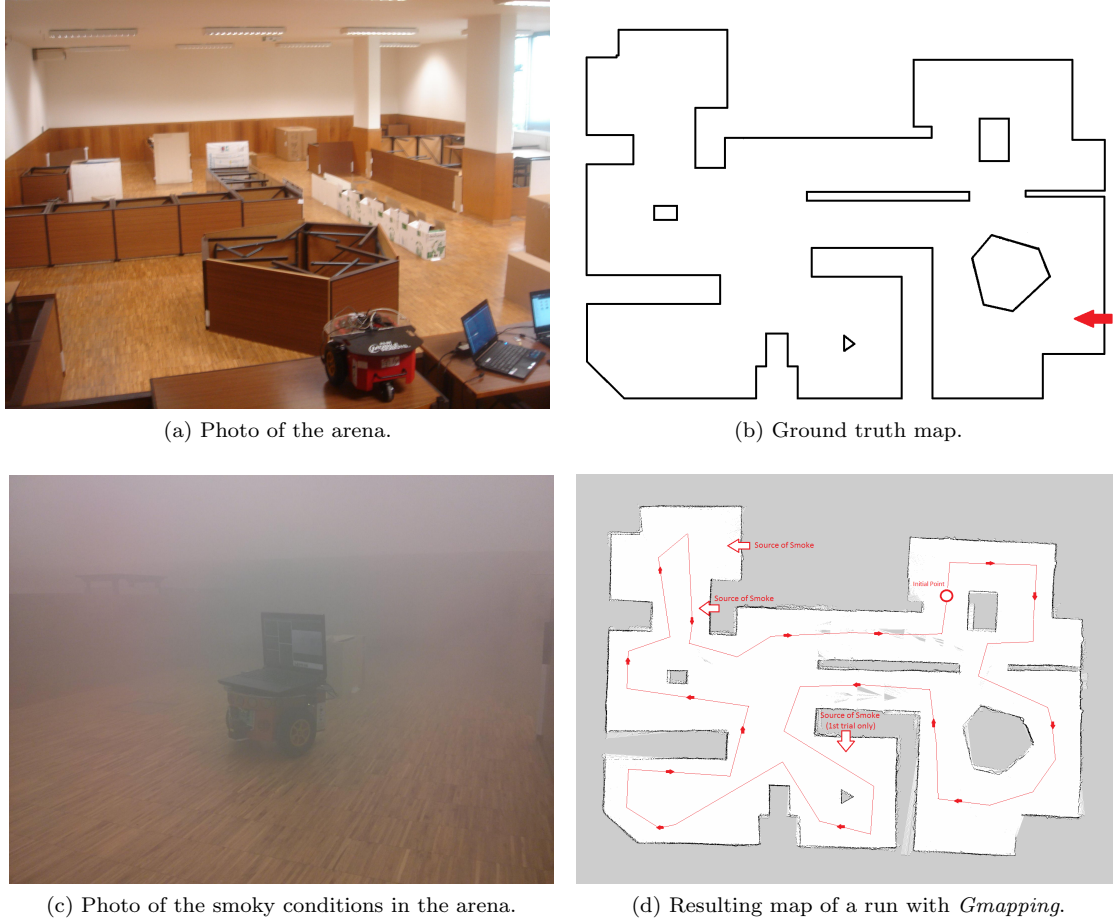 (a) Photo of the arena.
(b) Ground truth map.
Source of Smoke
Source of Smoke
Initial Point
Source of Smoke
(1st trial only)
(c) Photo of the smoky conditions in the arena.
(d) Resulting map of a run with Gmapping.